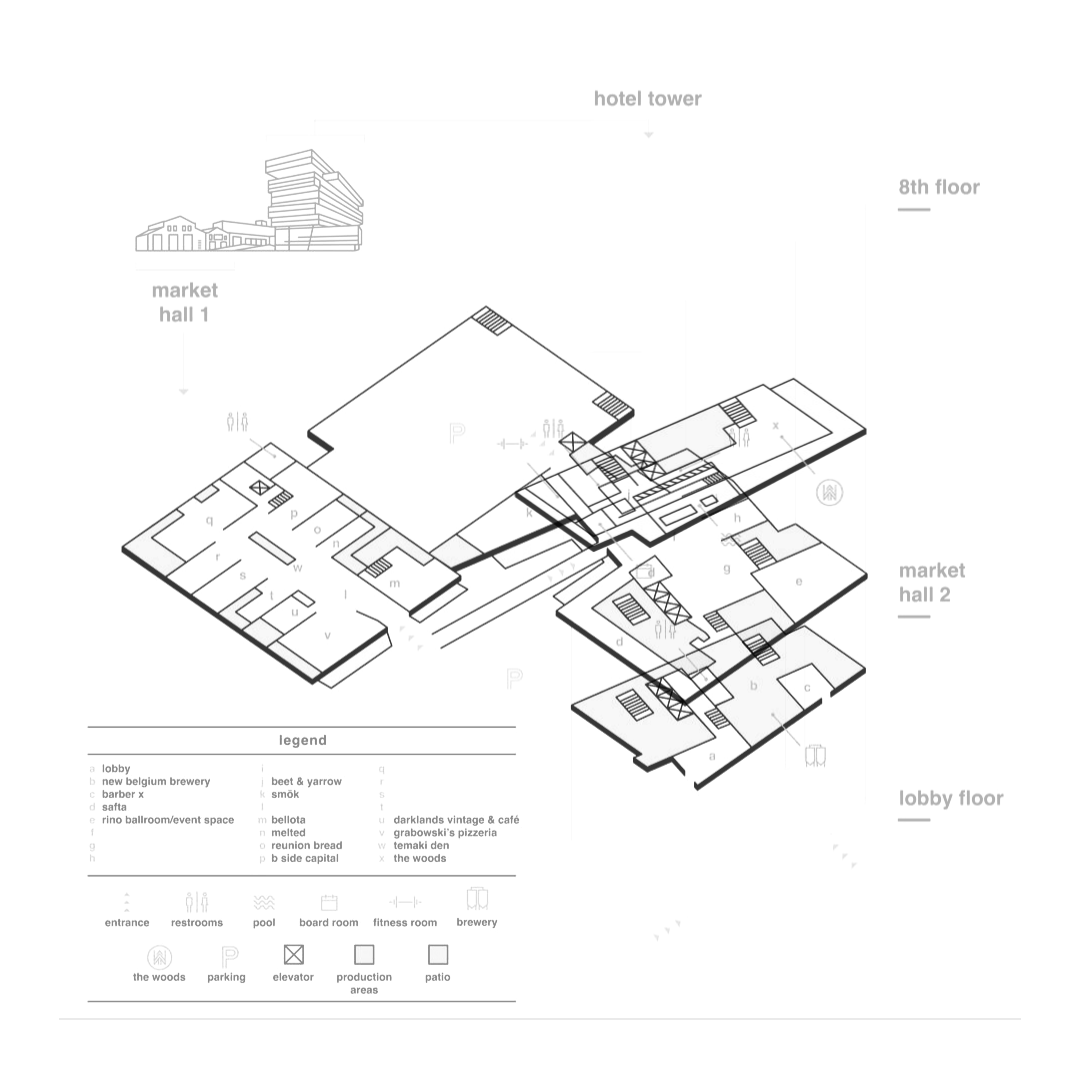 hotel tower
8th floor
market
hall 1
P
x
q
p
o
n
k
h
r
s
w
m
g
e
t
l
u
v
d
market
hall 2
P
b
c
a
lobby floor
legend
a lobby
b new belgium brewery
c barber x
d safta
e rino ballroom/event space
f
g
h
i
j beet & yarrow
k smök
l
m bellota
n melted
o reunion bread
p b side capital
q
r
s
t
u darklands vintage & café
v grabowski's pizzeria
w temaki den
x the woods
entrance
restrooms
pool
board room
fitness room
brewery
P
the woods
parking
elevator
production
areas
patio